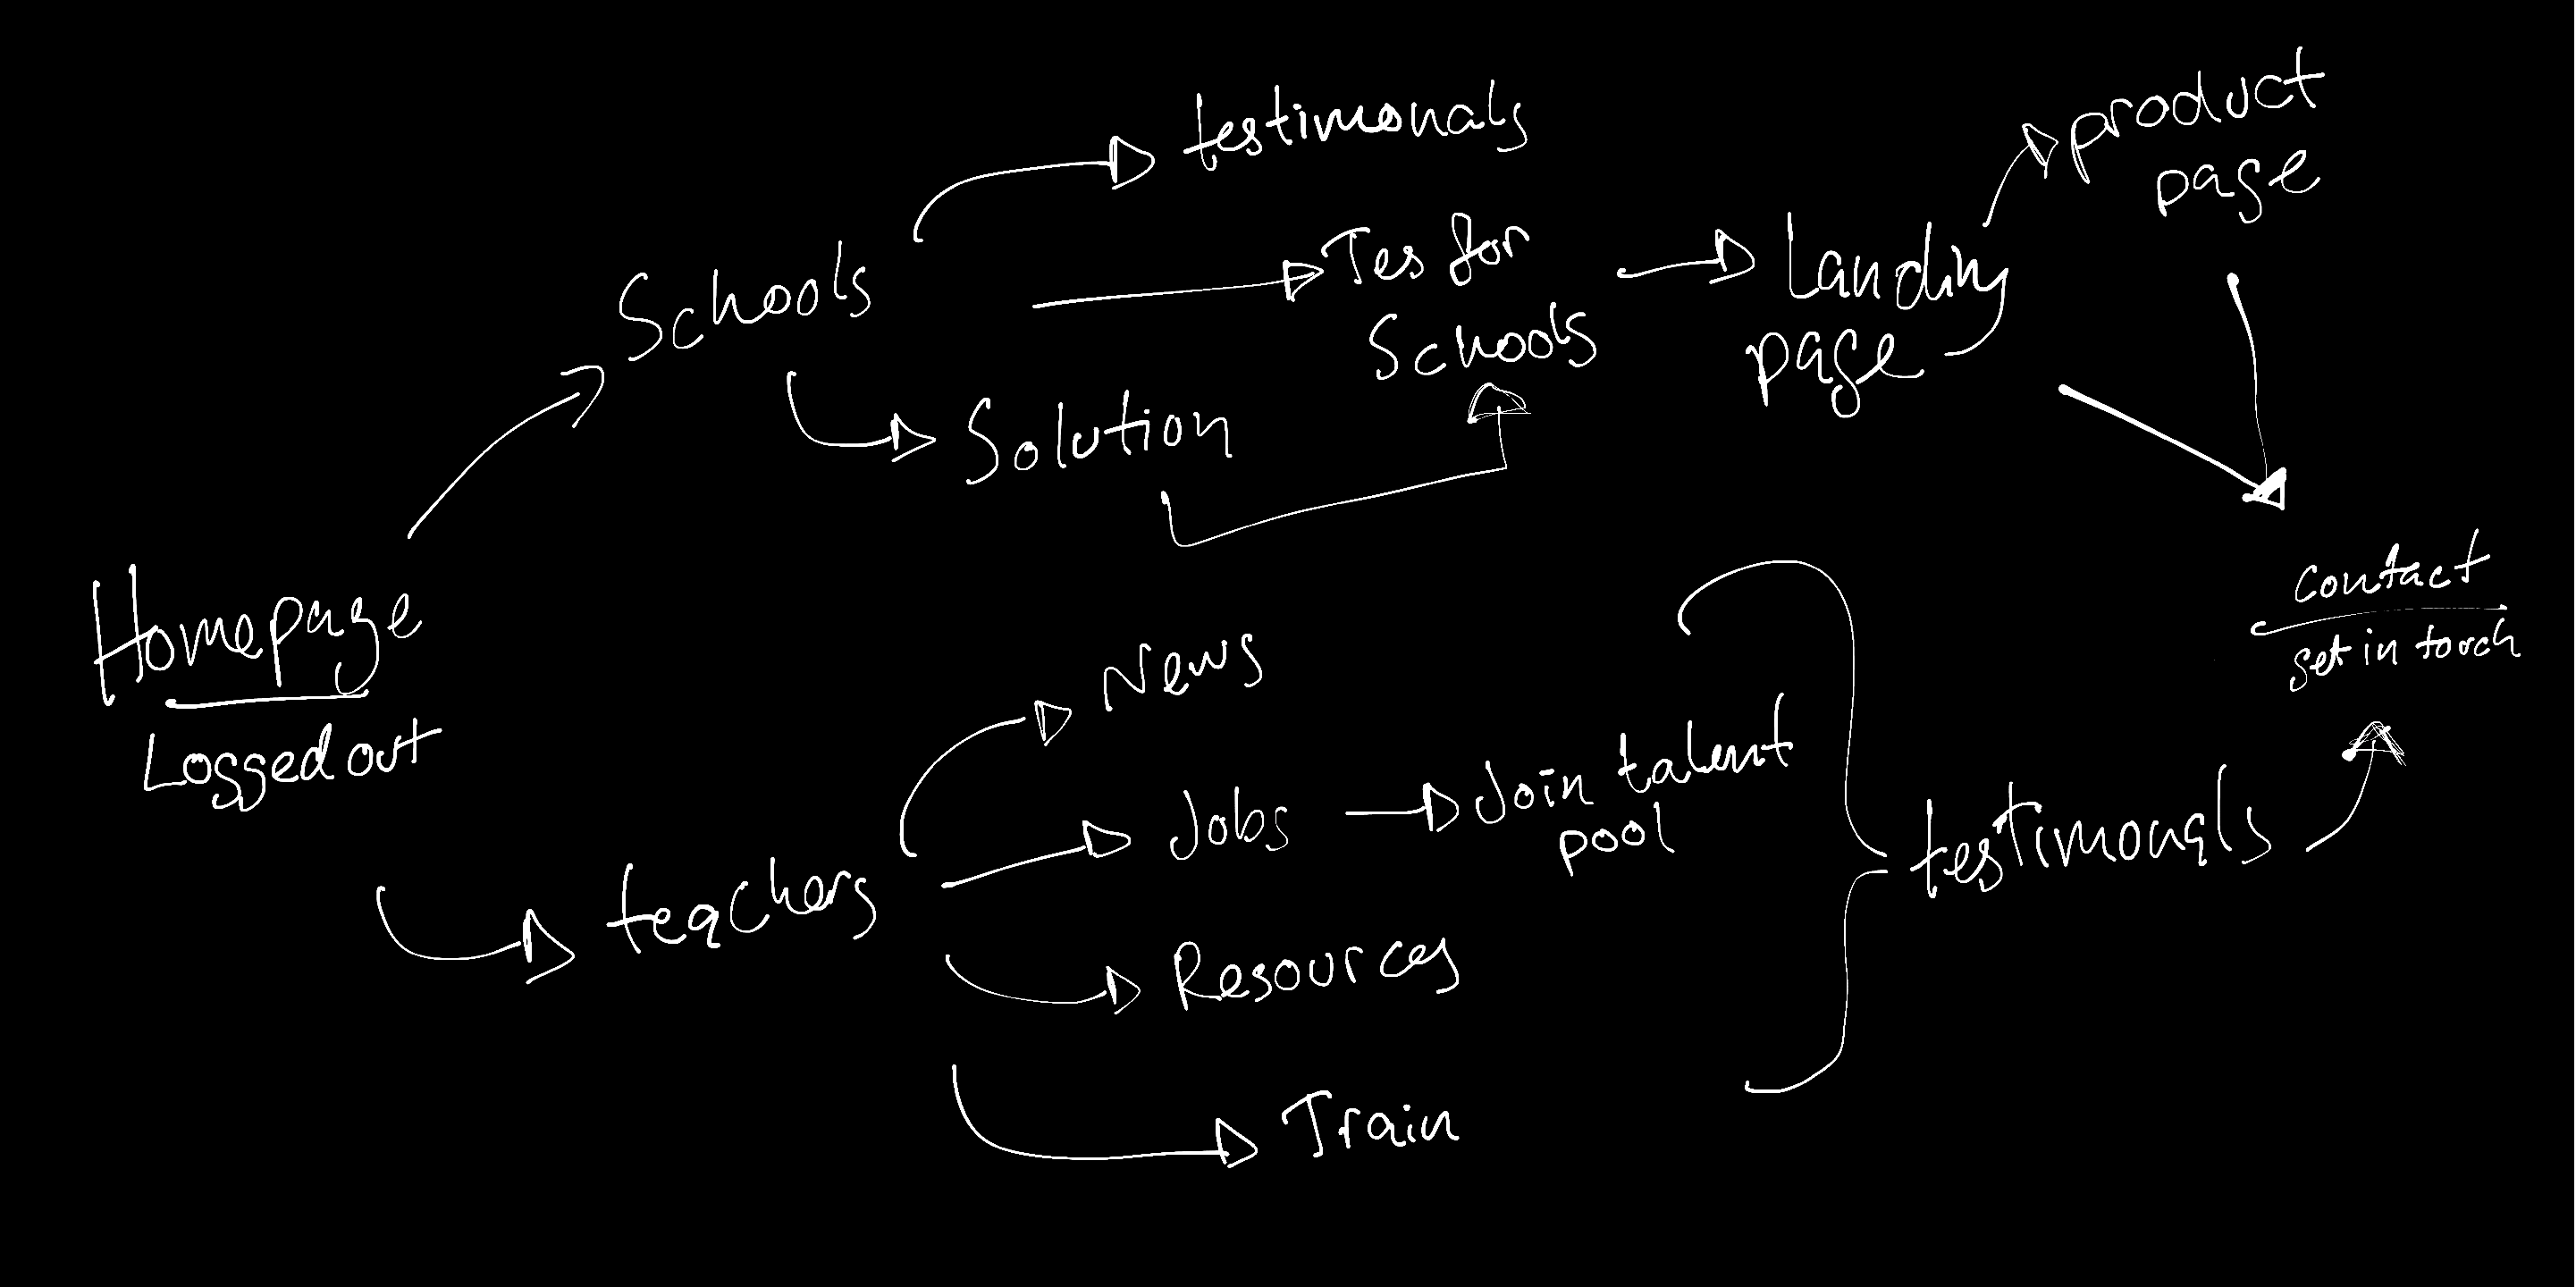 testimonals
product
page
Tes for
Schools
Landing
page
Schools
Solution
Homepage
Logged out
contact
get in touch
News
Jobs
Join talent
pool
teachers
testimonals
Resources
Train